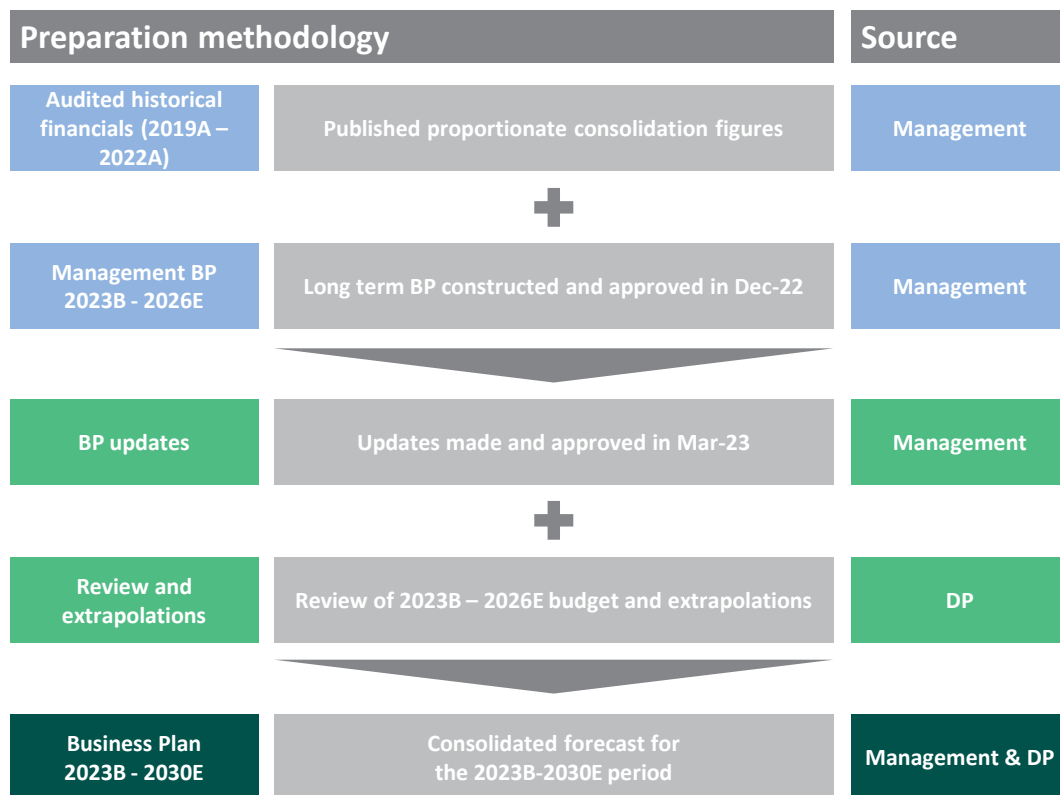 Preparation methodology
Source
Audited historical
financials (2019A –
2022A)
Published proportionate consolidation figures
Management
Management BP
2023B - 2026E
Long term BP constructed and approved in Dec-22
Management
BP updates
Updates made and approved in Mar-23
Management
Review and
extrapolations
Review of 2023B – 2026E budget and extrapolations
DP
Business Plan
2023B - 2030E
Consolidated forecast for
the 2023B-2030E period
Management & DP